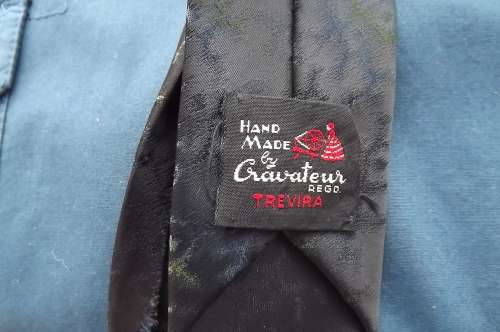 HAND
MADE
by
Cravateur
REGD.
TREVIRA